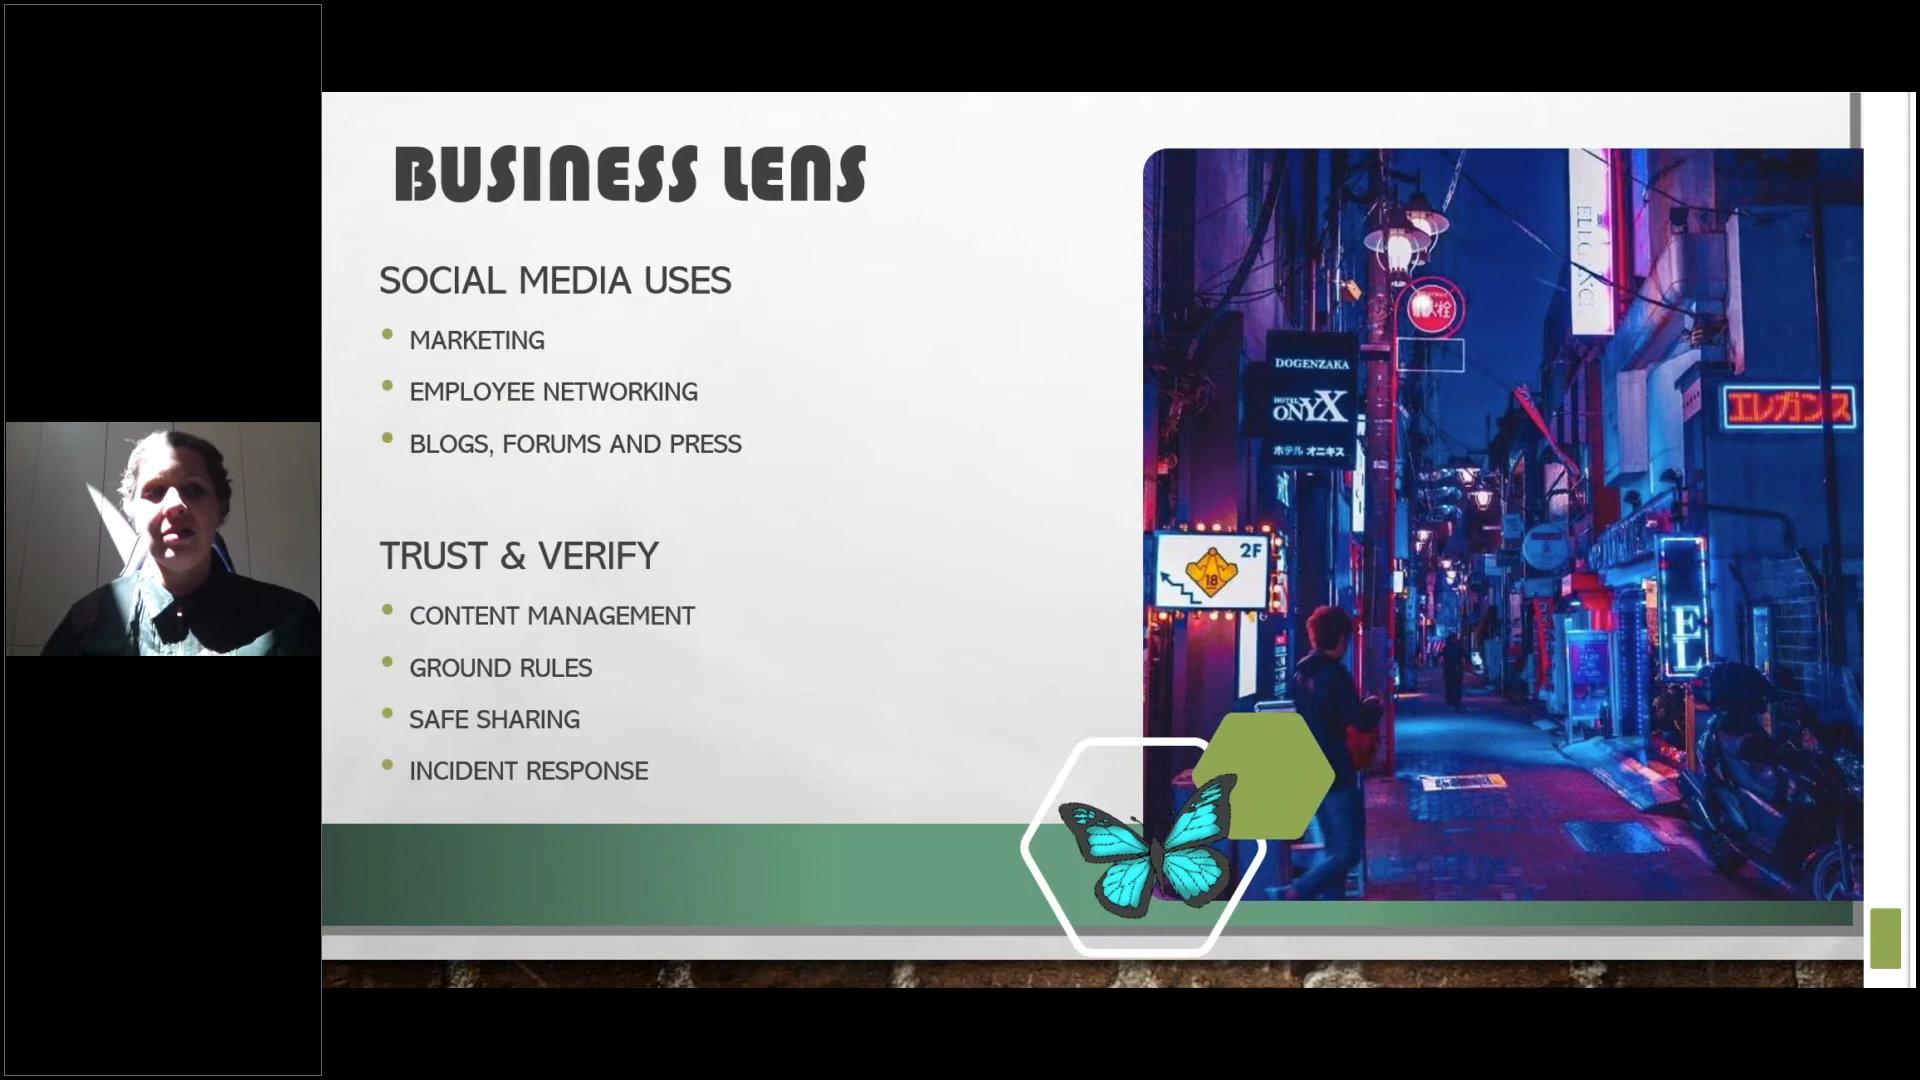 BUSINESS LENS
SOCIAL MEDIA USES
MARKETING
EMPLOYEE NETWORKING
BLOGS, FORUMS AND PRESS
TRUST & VERIFY
CONTENT MANAGEMENT
GROUND RULES
SAFE SHARING
INCIDENT RESPONSE
DOGENZAKA
HOTEL
ONYX
ホテル オニキス
エレガンス
2F
18
E
L